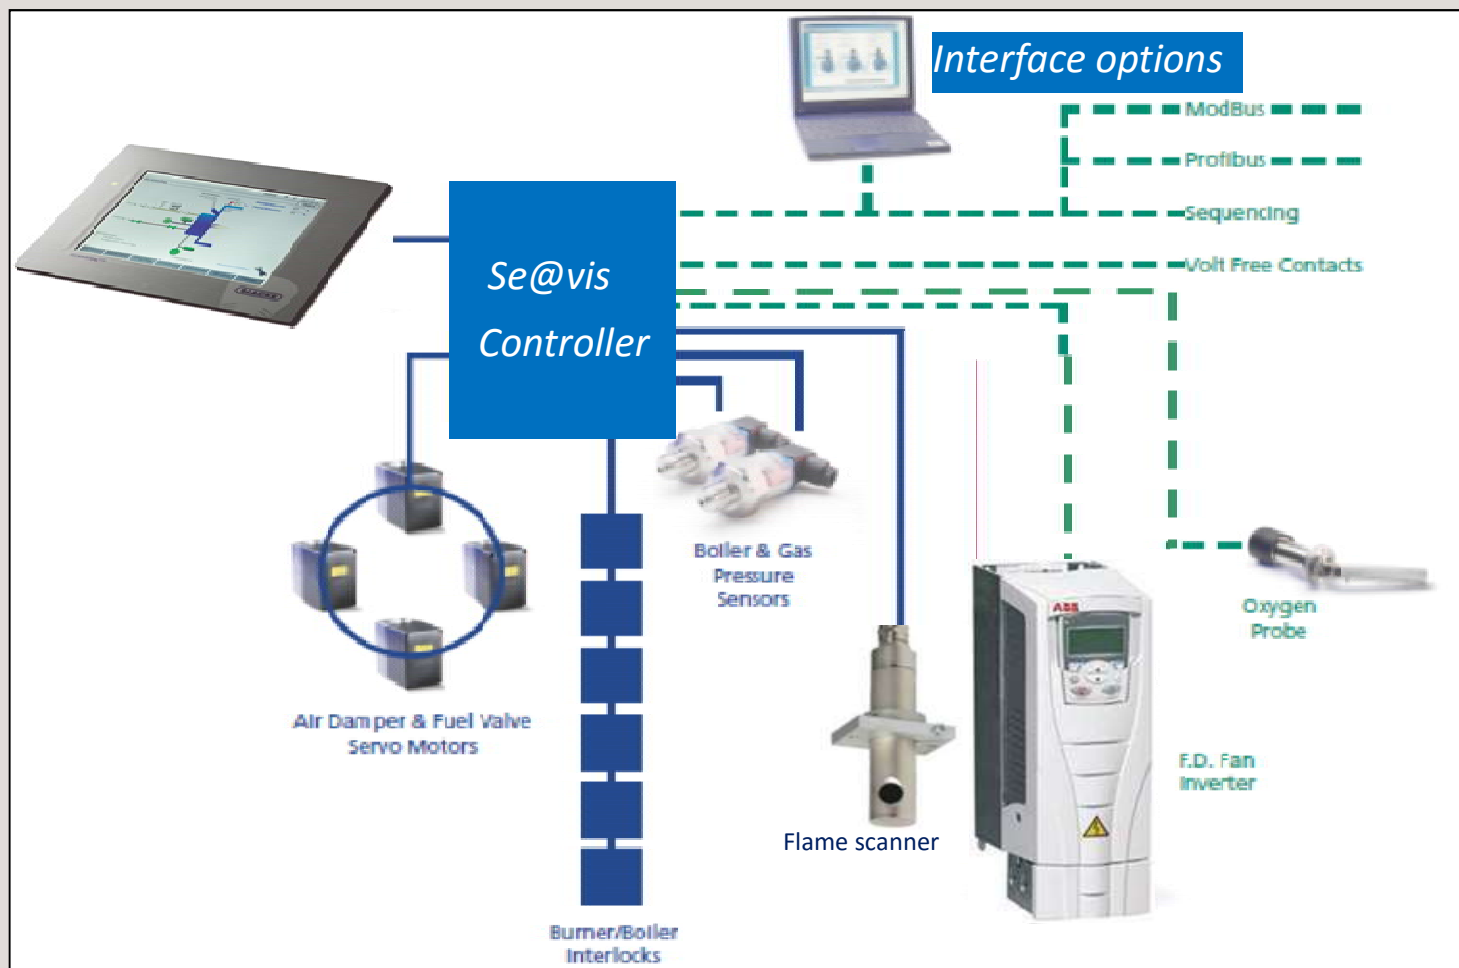 Interface options
ModBus
Profibus
Sequencing
Volt Free Contacts
Se@vis
Controller
Boiler & Gas
Pressure
Sensors
ABB
Oxygen
Probe
Air Damper & Fuel Valve
Servo Motors
F.D. Fan
Inverter
Flame scanner
Burner/Boiler
Interlocks